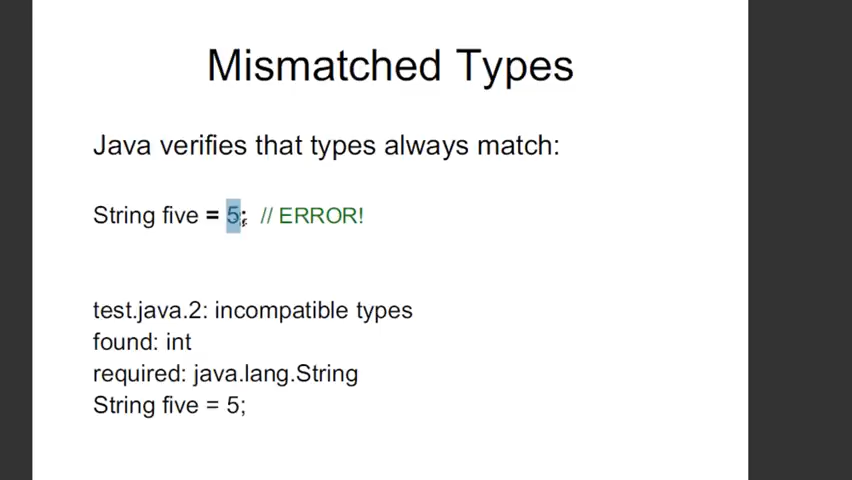 Mismatched Types
Java verifies that types always match:
String five = 5; // ERROR!
test.java.2: incompatible types
found: int
required: java.lang.String
String five = 5;